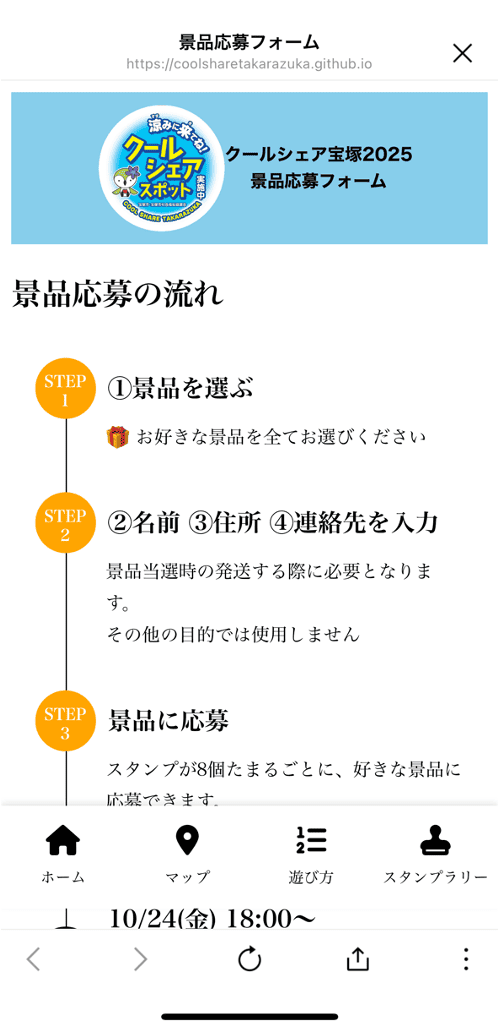 景品応募フォーム
https://coolsharetakarazuka.github.io
涼みに来てね!
クール
シェア
スポット
実施中
COOL SHARE TAKARAZUKA
クールシェア宝塚2025
景品応募フォーム
景品応募の流れ
STEP
1
①景品を選ぶ
お好きな景品を全てお選びください
STEP
2
②名前 ③住所 ④連絡先を入力
景品当選時の発送する際に必要となりま
す。
その他の目的では使用しません
STEP
3
景品に応募
スタンプが8個たまるごとに、好きな景品に
応募できます。
ホーム
マップ
遊び方
スタンプラリー
10/24(金) 18:00〜